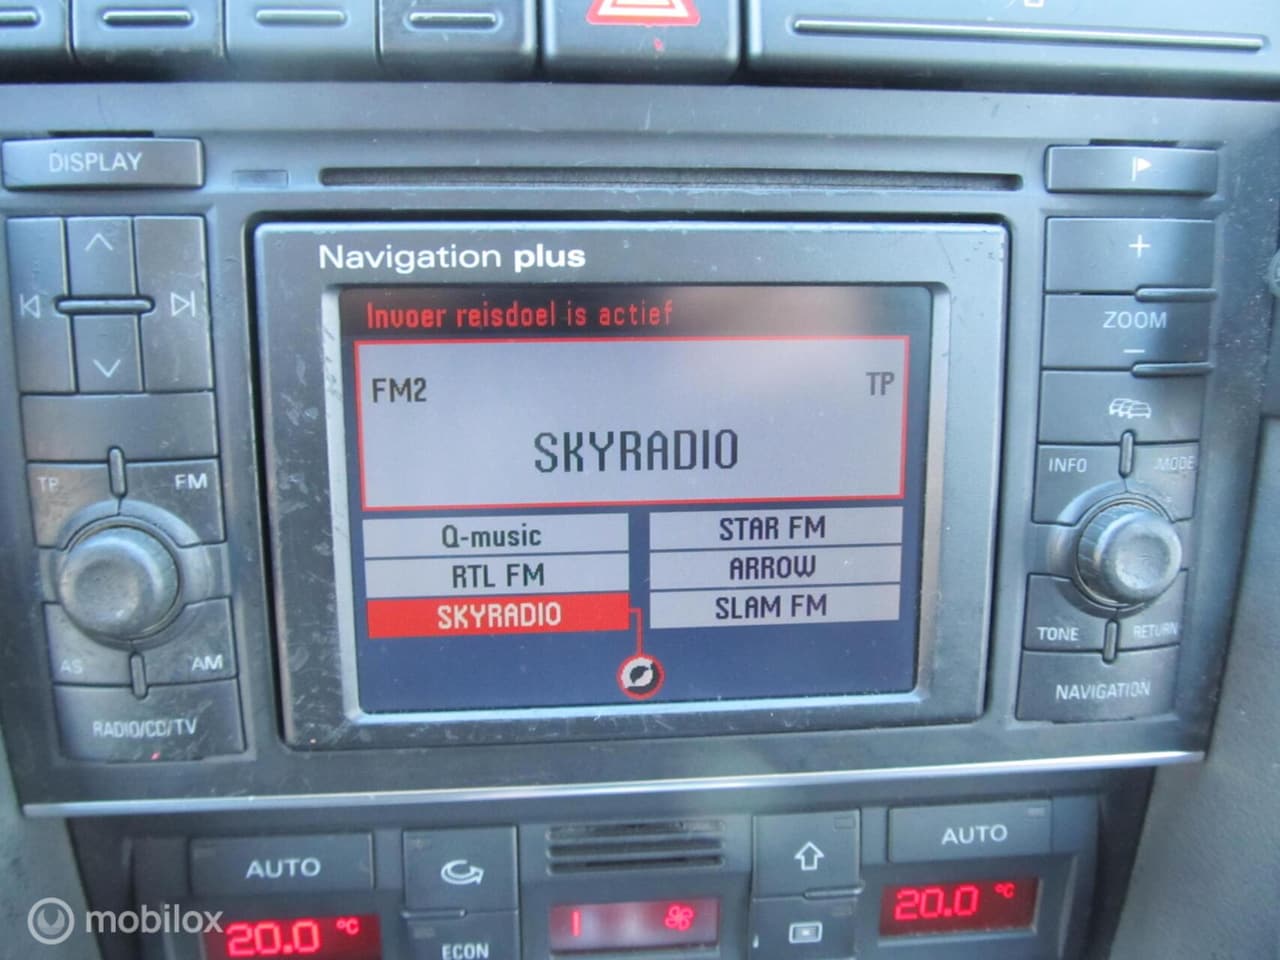 DISPLAY
Navigation plus
Invoer reisdoel is actief
FM2
TP
SKYRADIO
Q-music
STAR FM
RTL FM
ARROW
SKYRADIO
SLAM FM
TP
FM
AS
AM
RADIO/CD/TV
+
ZOOM
−
INFO
MODE
TONE
RETURN
NAVIGATION
AUTO
AUTO
20.0 °C
ECON
1
20.0 °C
mobilox